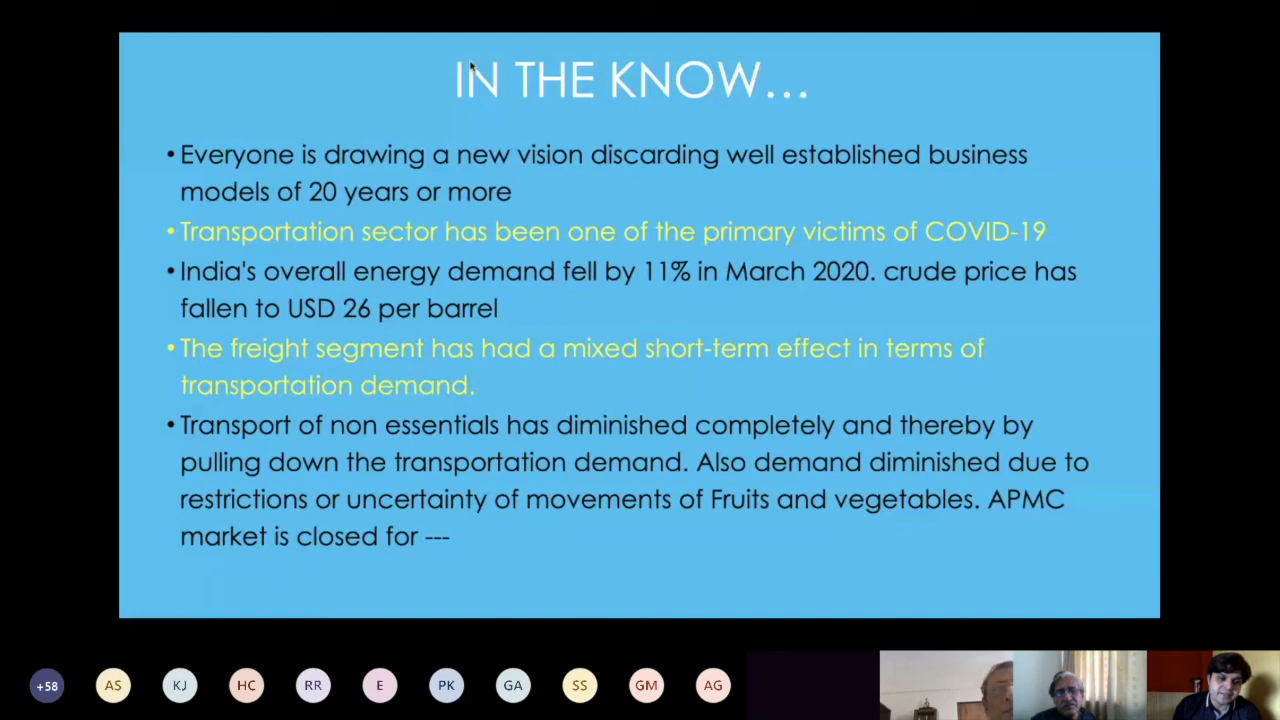 IN THE KNOW...
•Everyone is drawing a new vision discarding well established business
models of 20 years or more
•Transportation sector has been one of the primary victims of COVID-19
•India's overall energy demand fell by 11% in March 2020. crude price has
fallen to USD 26 per barrel
•The freight segment has had a mixed short-term effect in terms of
transportation demand.
•Transport of non essentials has diminished completely and thereby by
pulling down the transportation demand. Also demand diminished due to
restrictions or uncertainty of movements of Fruits and vegetables. APMC
market is closed for ---
+58 AS KJ HC RR E PK GA SS GM AG